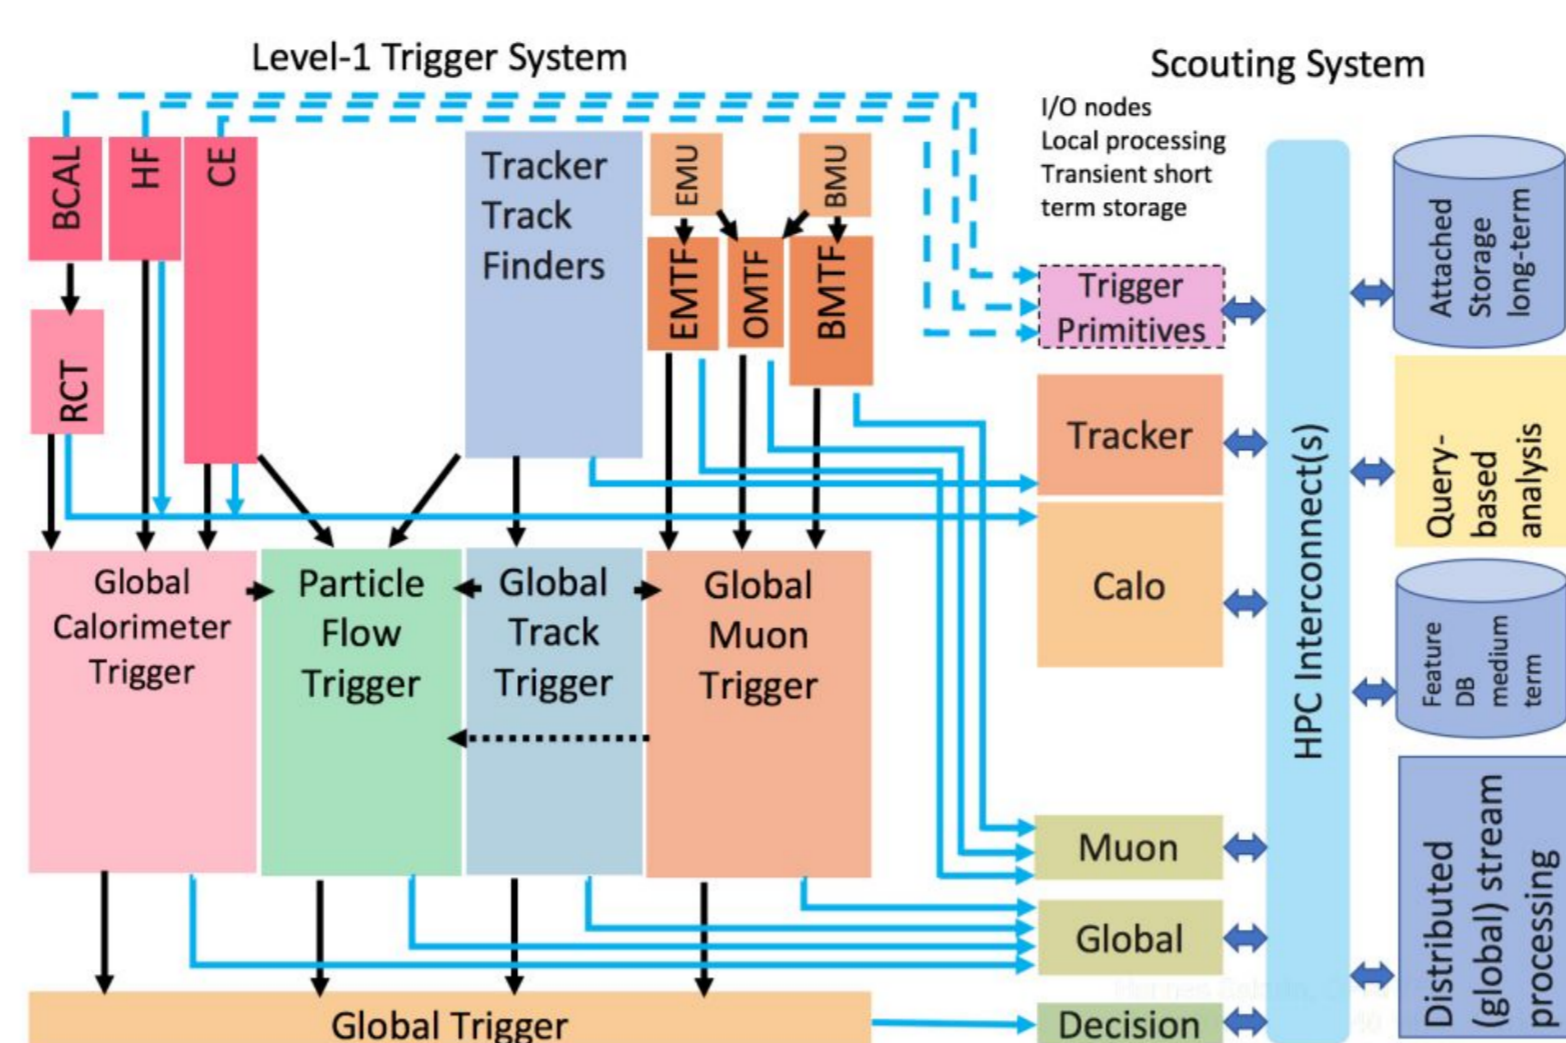 Level-1 Trigger System
Scouting System
I/O nodes
Local processing
Transient short
term storage
BCAL
HF
CE
Tracker
Track
Finders
EMU
BMU
EMTF
OMTF
BMTF
RCT
Trigger
Primitives
Tracker
Calo
Muon
Global
Decision
HPC Interconnect(s)
Attached
Storage
long-term
Query-
based
analysis
Feature
DB
medium
term
Distributed
(global) stream
processing
Global
Calorimeter
Trigger
Particle
Flow
Trigger
Global
Track
Trigger
Global
Muon
Trigger
Global Trigger